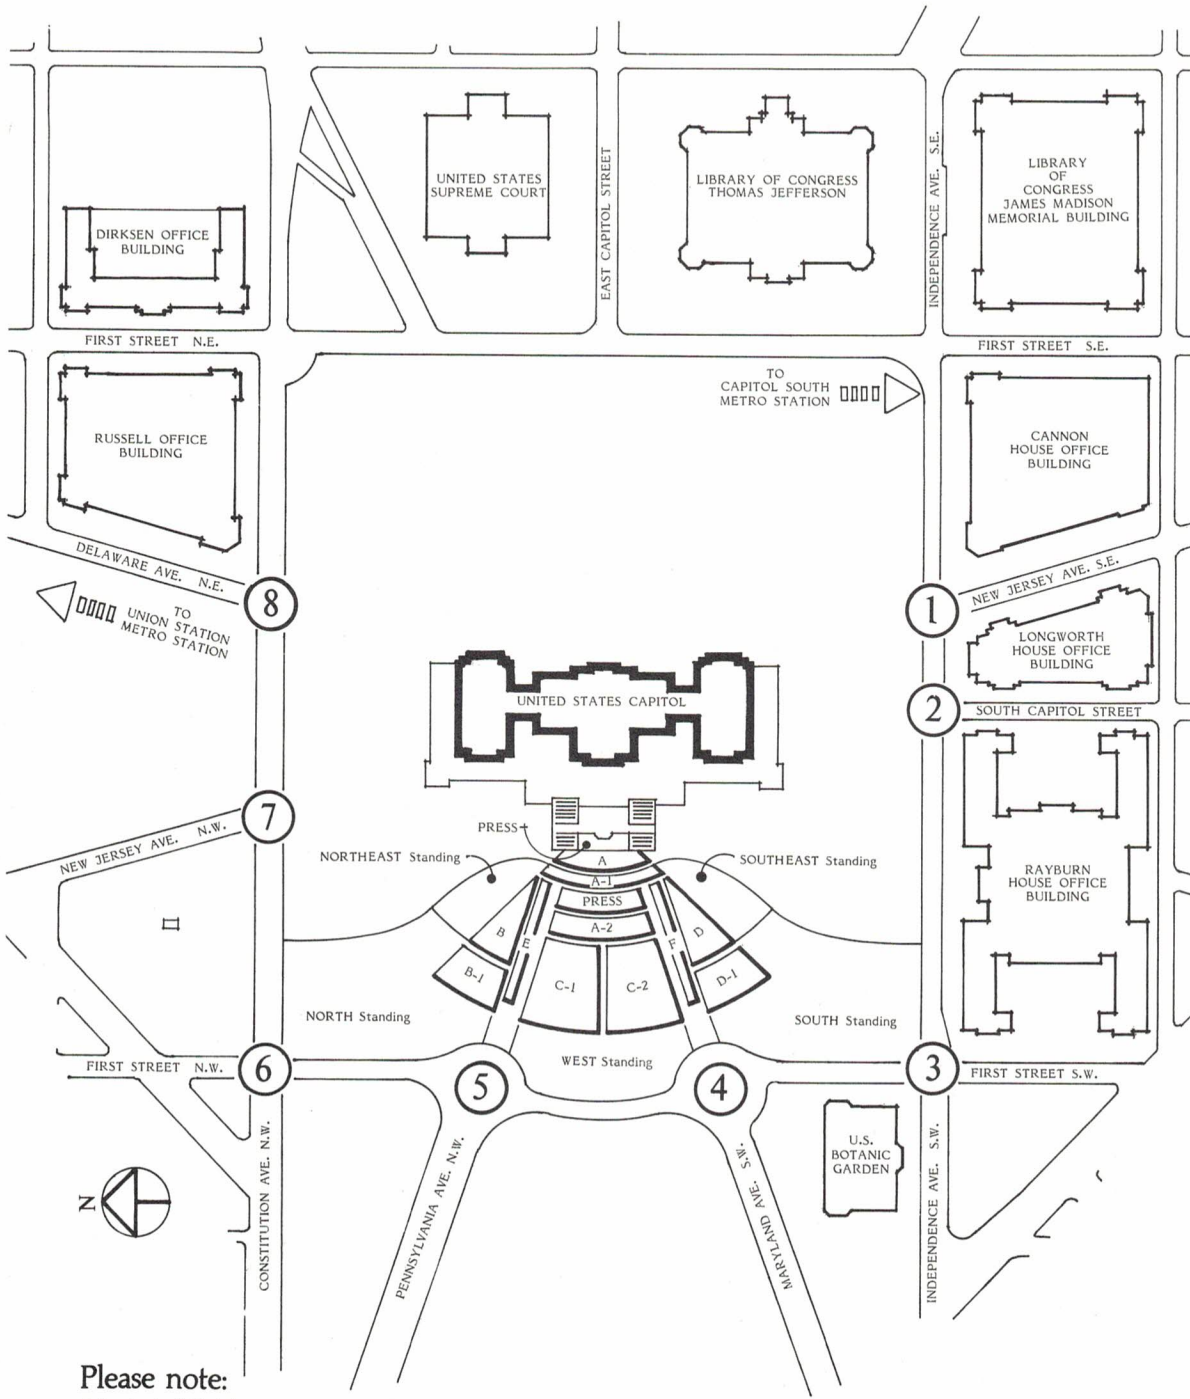 UNITED STATES
SUPREME COURT
LIBRARY OF CONGRESS
THOMAS JEFFERSON
LIBRARY
OF
CONGRESS
JAMES MADISON
MEMORIAL BUILDING
DIRKSEN OFFICE
BUILDING
EAST CAPITOL STREET
INDEPENDENCE AVE. S.E.
FIRST STREET N.E.
FIRST STREET S.E.
TO
CAPITOL SOUTH
METRO STATION
RUSSELL OFFICE
BUILDING
CANNON
HOUSE OFFICE
BUILDING
DELAWARE AVE. N.E.
8
TO
UNION STATION
METRO STATION
1
NEW JERSEY AVE. S.E.
LONGWORTH
HOUSE OFFICE
BUILDING
UNITED STATES CAPITOL
2
SOUTH CAPITOL STREET
7
NEW JERSEY AVE. N.W.
PRESS
NORTHEAST Standing
A
SOUTHEAST Standing
A-1
PRESS
A-2
B
E
F
D
B-1
C-1
C-2
D-1
RAYBURN
HOUSE OFFICE
BUILDING
NORTH Standing
SOUTH Standing
WEST Standing
FIRST STREET N.W.
6
5
4
3
FIRST STREET S.W.
U.S.
BOTANIC
GARDEN
N
CONSTITUTION AVE. N.W.
PENNSYLVANIA AVE. N.W.
MARYLAND AVE. S.W.
INDEPENDENCE AVE. S.W.
Please note: